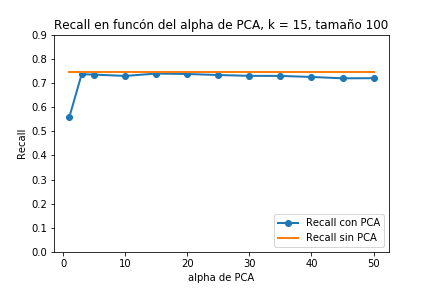 Recall en funcón del alpha de PCA, k = 15, tamaño 100
0.9
0.8
0.7
0.6
0.5
0.4
0.3
0.2
0.1
0.0
Recall
Recall con PCA
Recall sin PCA
0 10 20 30 40 50
alpha de PCA